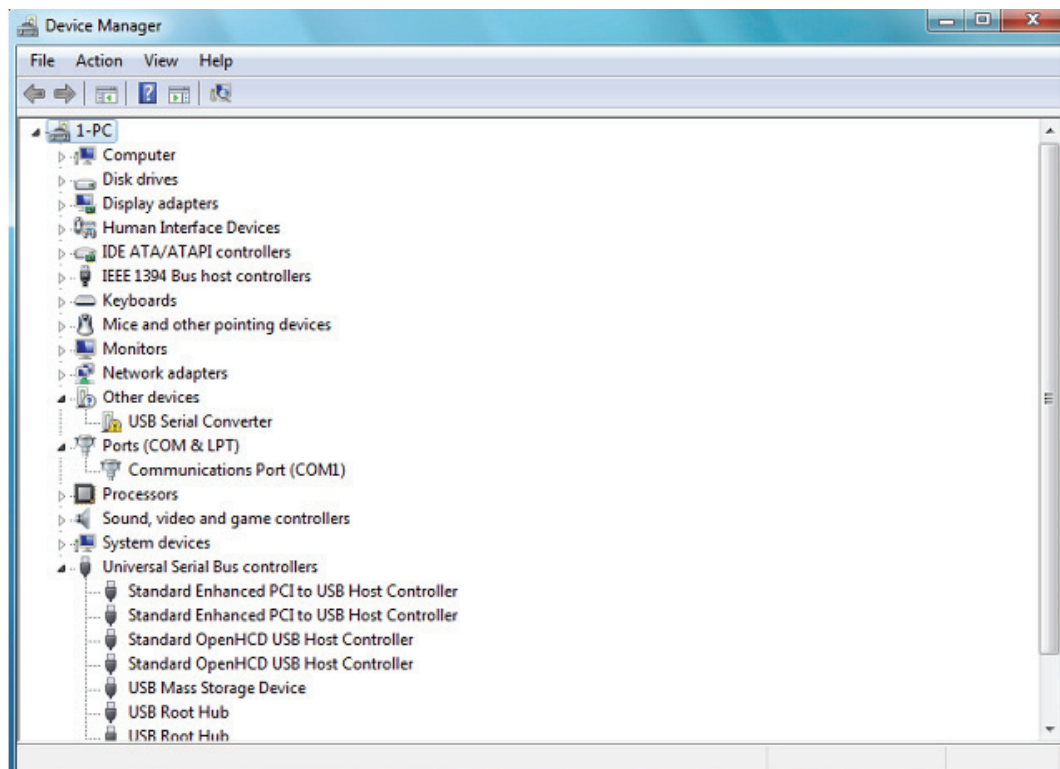 Device Manager
File Action View Help
1-PC
Computer
Disk drives
Display adapters
Human Interface Devices
IDE ATA/ATAPI controllers
IEEE 1394 Bus host controllers
Keyboards
Mice and other pointing devices
Monitors
Network adapters
Other devices
USB Serial Converter
Ports (COM & LPT)
Communications Port (COM1)
Processors
Sound, video and game controllers
System devices
Universal Serial Bus controllers
Standard Enhanced PCI to USB Host Controller
Standard Enhanced PCI to USB Host Controller
Standard OpenHCD USB Host Controller
Standard OpenHCD USB Host Controller
USB Mass Storage Device
USB Root Hub
USB Root Hub